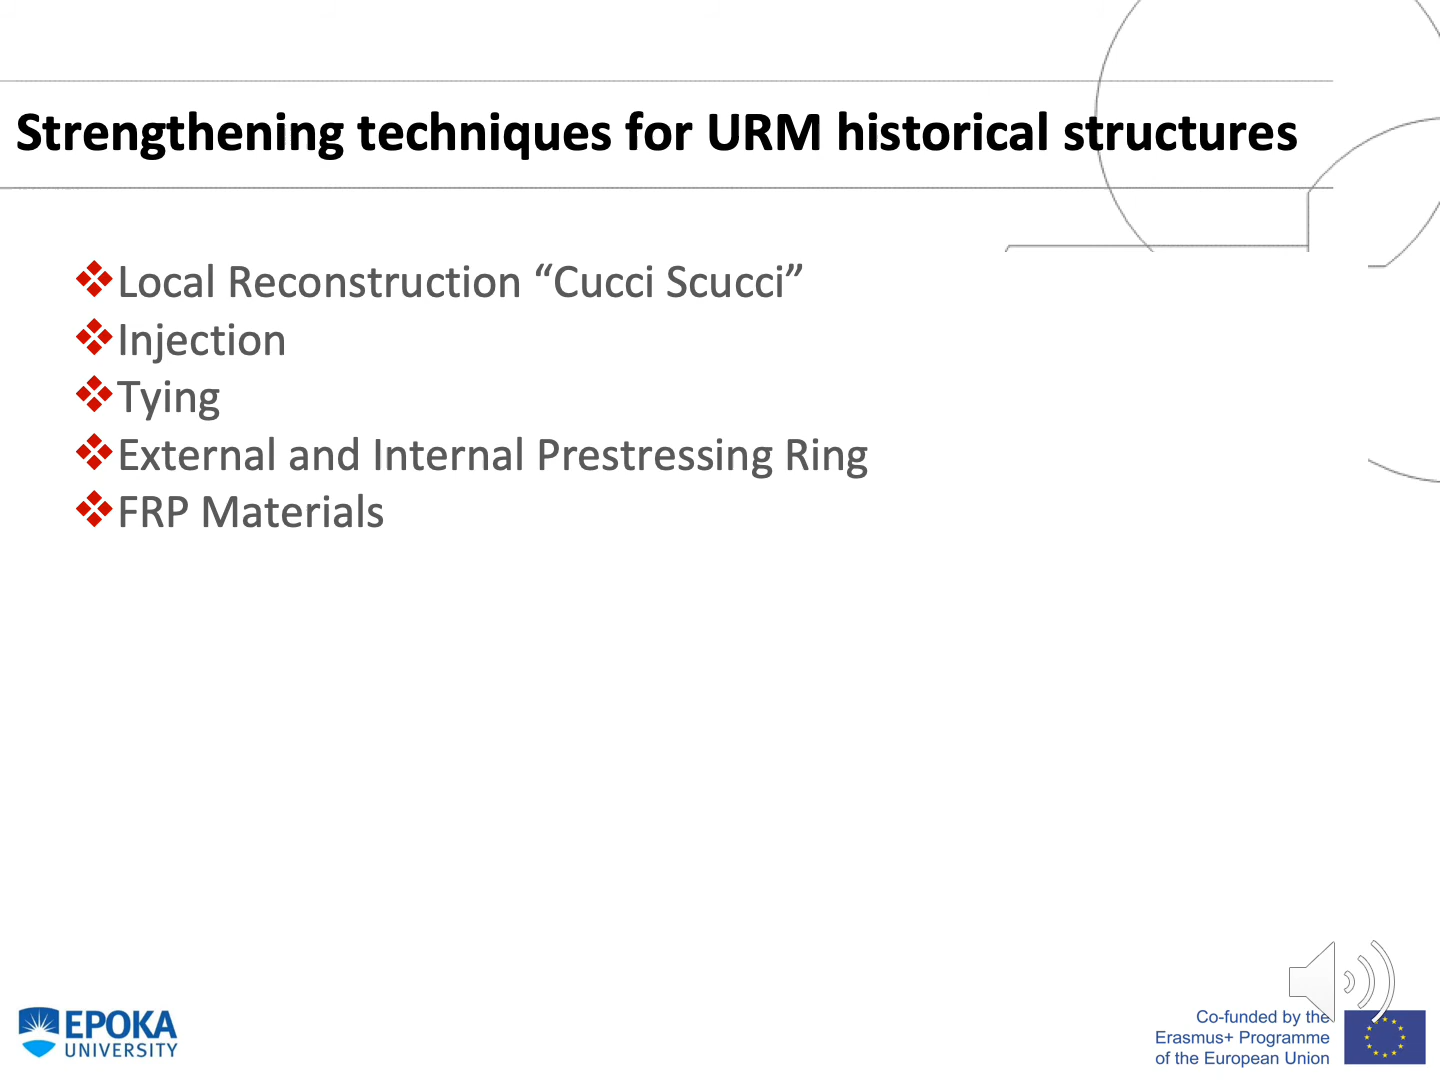 Strengthening techniques for URM historical structures
Local Reconstruction “Cucci Scucci”
Injection
Tying
External and Internal Prestressing Ring
FRP Materials
EPOKA
UNIVERSITY
Co-funded by the
Erasmus+ Programme
of the European Union